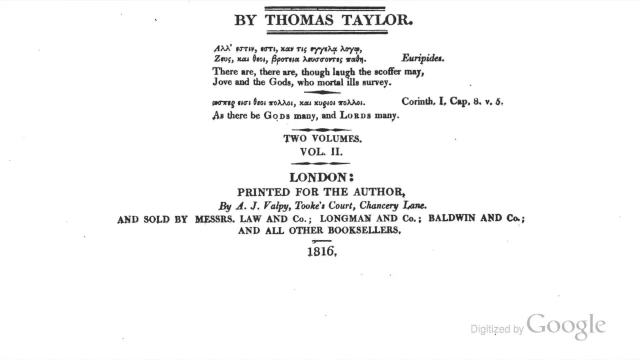 BY THOMAS TAYLOR.
Αλλ' εστιν, εστι, καν τις εγγελα λογω,
Ζευς, και θεοι, βροτεια λευσσοντες παθη. Euripides.
There are, there are, though laugh the scoffer may,
Jove and the Gods, who mortal ills survey.
ωσπερ εισι θεοι πολλοι, και κυριοι πολλοι. Corinth. I. Cap. 8. v. 5.
As there be GODS many, and LORDS many.
TWO VOLUMES.
VOL. II.
LONDON:
PRINTED FOR THE AUTHOR,
By A. J. Valpy, Tooke's Court, Chancery Lane.
AND SOLD BY MESSRS. LAW AND Co.; LONGMAN AND Co.; BALDWIN AND Co.;
AND ALL OTHER BOOKSELLERS.
1816.
Digitized by Google